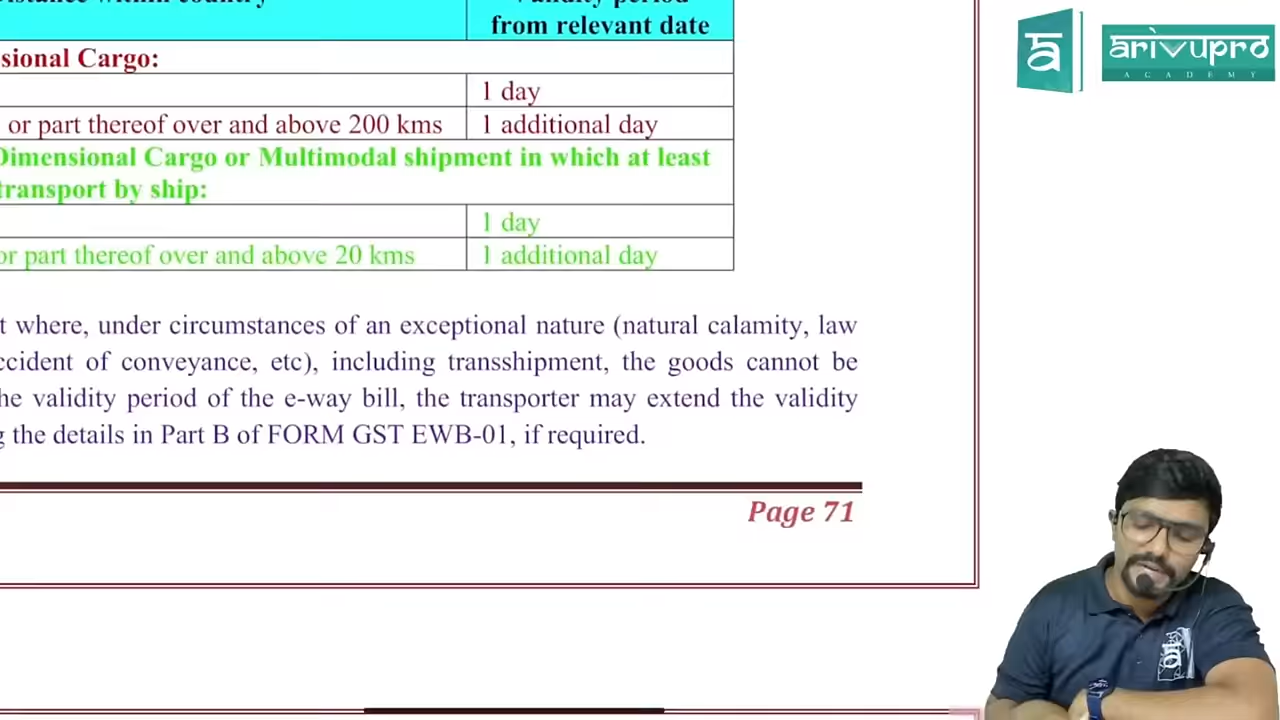 Distance within country
Validity period
from relevant date
sional Cargo:
1 day
or part thereof over and above 200 kms
1 additional day
Dimensional Cargo or Multimodal shipment in which at least
transport by ship:
1 day
or part thereof over and above 20 kms
1 additional day
t where, under circumstances of an exceptional nature (natural calamity, law
ccident of conveyance, etc), including transshipment, the goods cannot be
he validity period of the e-way bill, the transporter may extend the validity
g the details in Part B of FORM GST EWB-01, if required.
Page 71
arivupro
ACADEMY